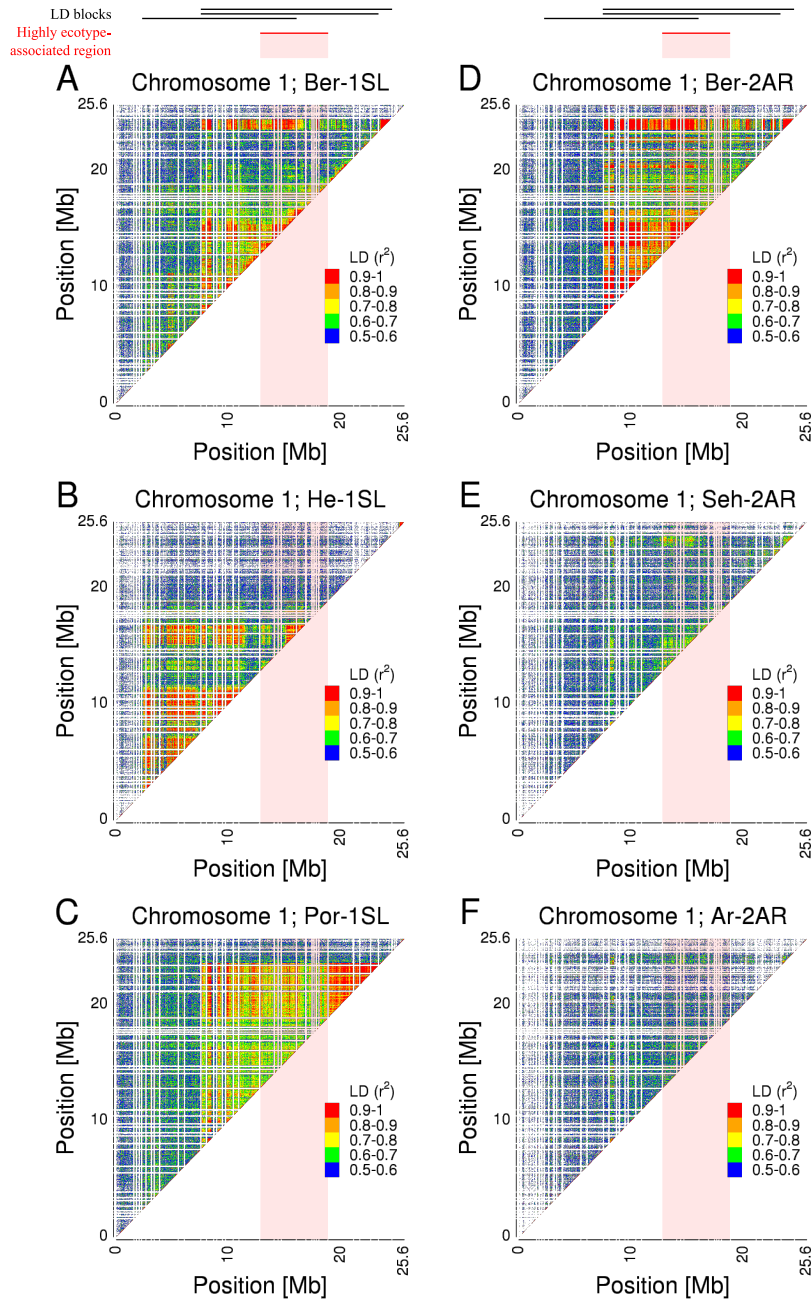 LD blocks
Highly ecotype-
associated region
A
Chromosome 1; Ber-1SL
25.6
20
10
0
Position [Mb]
LD (r²)
0.9-1
0.8-0.9
0.7-0.8
0.6-0.7
0.5-0.6
0
10
20
25.6
Position [Mb]
D
Chromosome 1; Ber-2AR
25.6
20
10
0
Position [Mb]
LD (r²)
0.9-1
0.8-0.9
0.7-0.8
0.6-0.7
0.5-0.6
0
10
20
25.6
Position [Mb]
B
Chromosome 1; He-1SL
25.6
20
10
0
Position [Mb]
LD (r²)
0.9-1
0.8-0.9
0.7-0.8
0.6-0.7
0.5-0.6
0
10
20
25.6
Position [Mb]
E
Chromosome 1; Seh-2AR
25.6
20
10
0
Position [Mb]
LD (r²)
0.9-1
0.8-0.9
0.7-0.8
0.6-0.7
0.5-0.6
0
10
20
25.6
Position [Mb]
C
Chromosome 1; Por-1SL
25.6
20
10
0
Position [Mb]
LD (r²)
0.9-1
0.8-0.9
0.7-0.8
0.6-0.7
0.5-0.6
0
10
20
25.6
Position [Mb]
F
Chromosome 1; Ar-2AR
25.6
20
10
0
Position [Mb]
LD (r²)
0.9-1
0.8-0.9
0.7-0.8
0.6-0.7
0.5-0.6
0
10
20
25.6
Position [Mb]